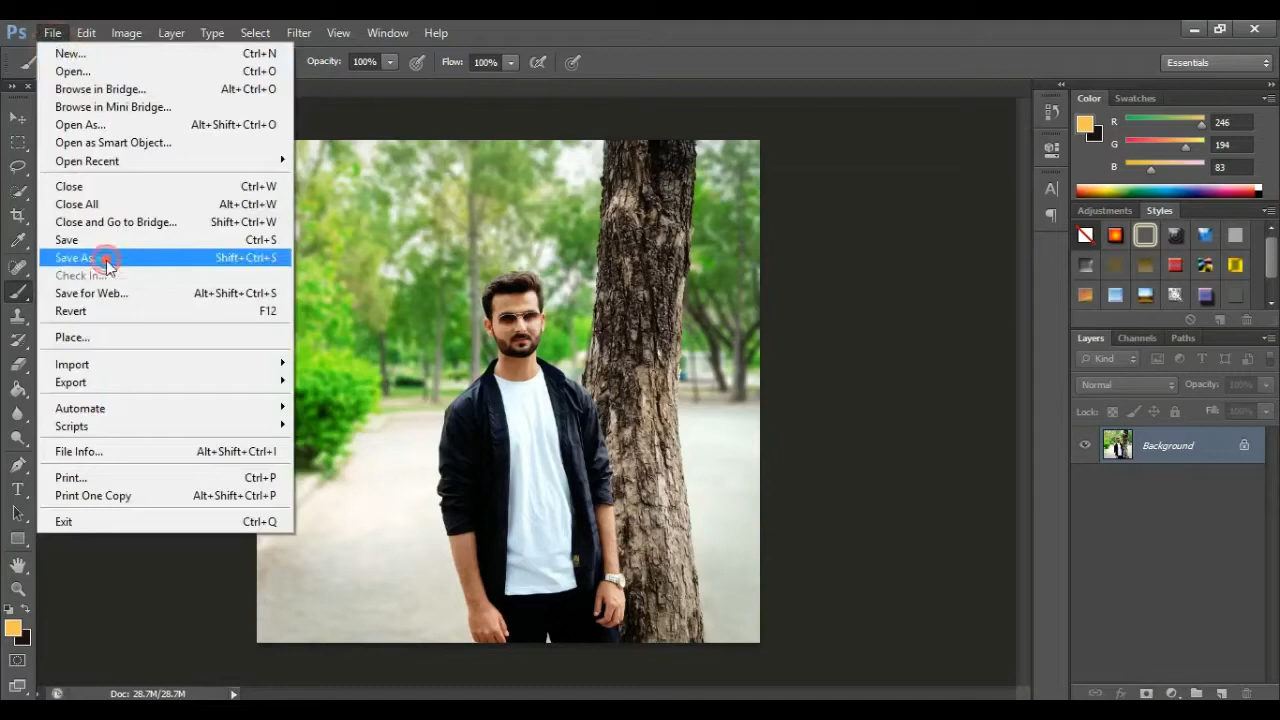 Ps File Edit Image Layer Type Select Filter View Window Help
Opacity: 100% Flow: 100% Essentials
New... Ctrl+N
Open... Ctrl+O
Browse in Bridge... Alt+Ctrl+O
Browse in Mini Bridge...
Open As... Alt+Shift+Ctrl+O
Open as Smart Object...
Open Recent
Close Ctrl+W
Close All Alt+Ctrl+W
Close and Go to Bridge... Shift+Ctrl+W
Save Ctrl+S
Save As... Shift+Ctrl+S
Check In...
Save for Web... Alt+Shift+Ctrl+S
Revert F12
Place...
Import
Export
Automate
Scripts
File Info... Alt+Shift+Ctrl+I
Print... Ctrl+P
Print One Copy Alt+Shift+Ctrl+P
Exit Ctrl+Q
Color Swatches
R 246
G 194
B 83
Adjustments Styles
Layers Channels Paths
Kind
Normal Opacity: 100%
Lock: Fill: 100%
Background
Doc: 28.7M/28.7M